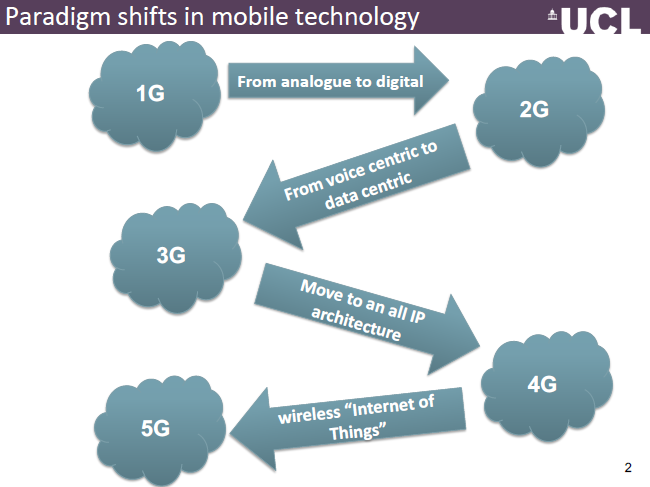 Paradigm shifts in mobile technology
UCL
1G
From analogue to digital
2G
From voice centric to
data centric
3G
Move to an all IP
architecture
4G
wireless “Internet of
Things”
5G
2